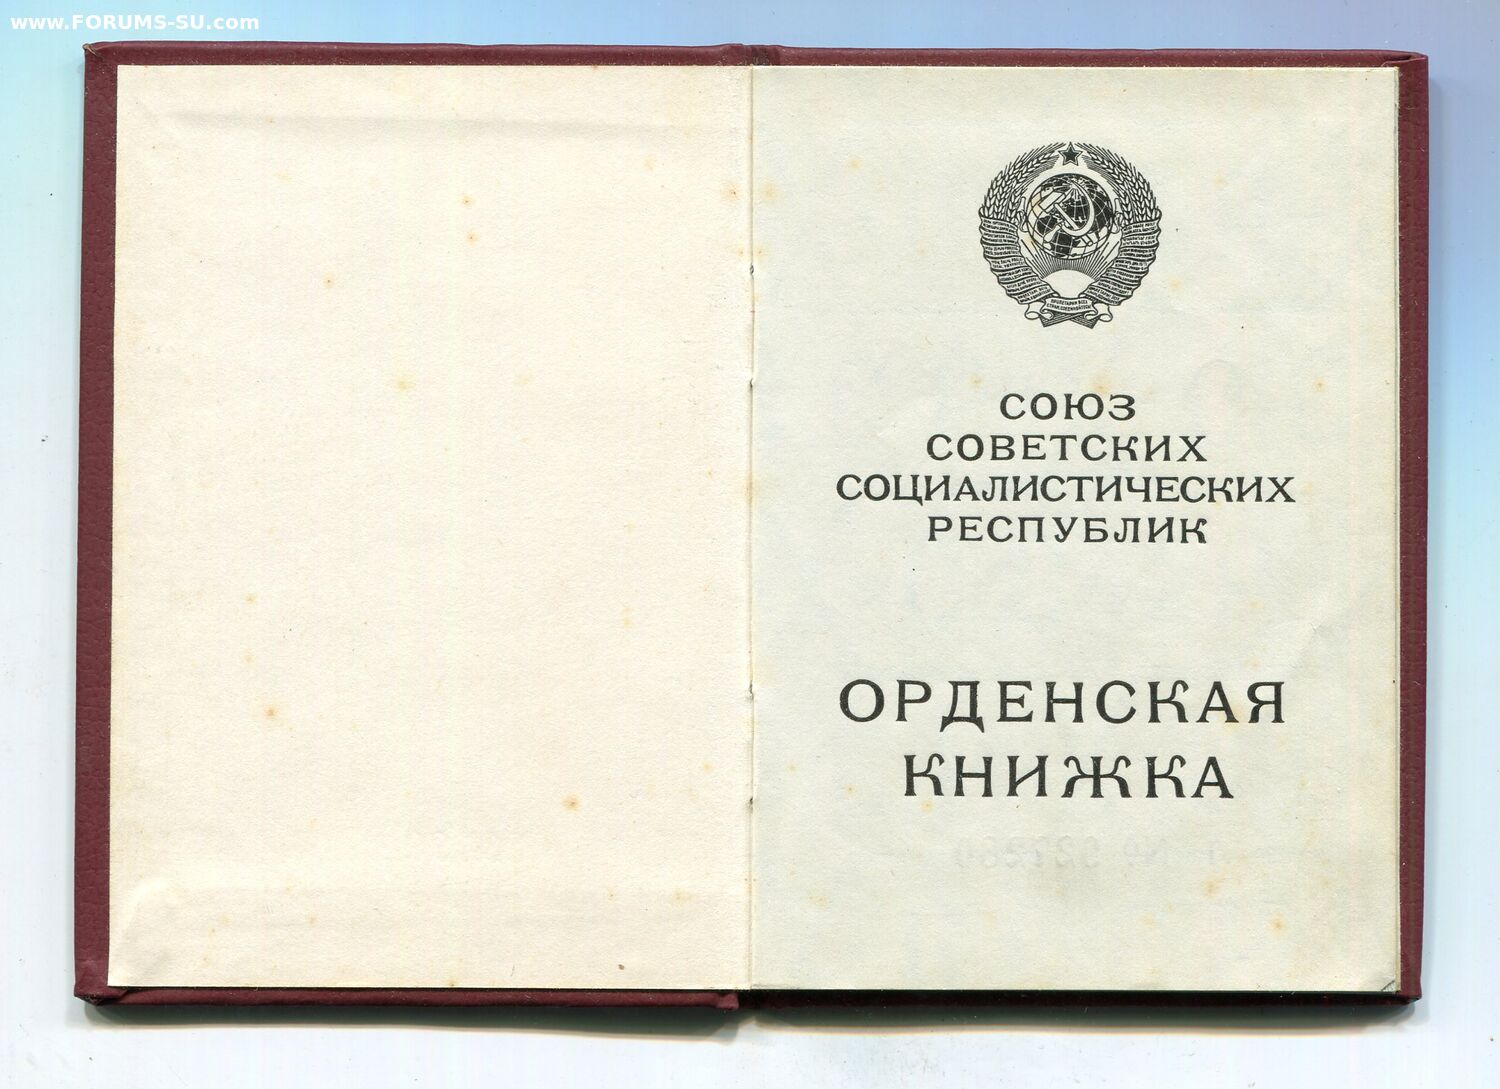 www.FORUMS-SU.com
СОЮЗ
СОВЕТСКИХ
СОЦИАЛИСТИЧЕСКИХ
РЕСПУБЛИК
ОРДЕНСКАЯ
КНИЖКА